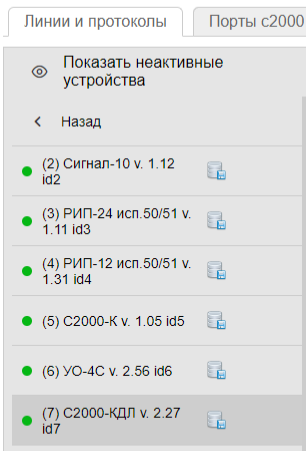 Линии и протоколы
Порты с2000
Показать неактивные
устройства
Назад
(2) Сигнал-10 v. 1.12
id2
(3) РИП-24 исп.50/51 v.
1.11 id3
(4) РИП-12 исп.50/51 v.
1.31 id4
(5) С2000-К v. 1.05 id5
(6) УО-4С v. 2.56 id6
(7) С2000-КДЛ v. 2.27
id7